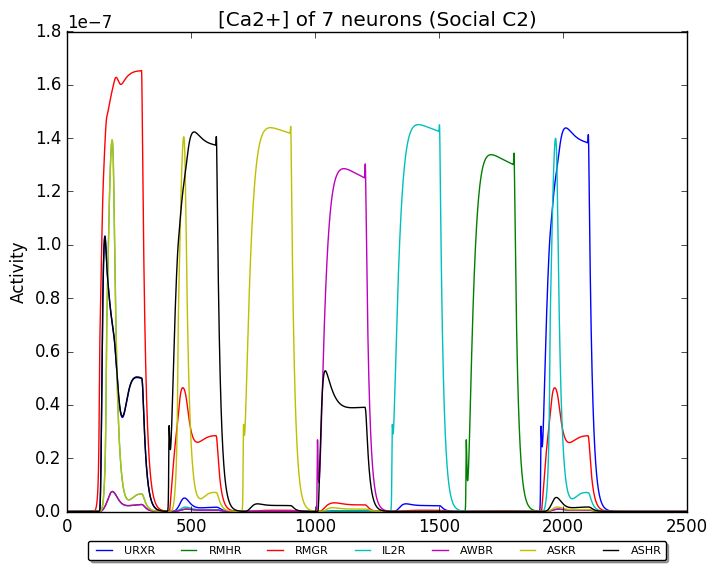 [Ca2+] of 7 neurons (Social C2)
1e−7
1.8
1.6
1.4
1.2
1.0
0.8
0.6
0.4
0.2
0.0
Activity
0 500 1000 1500 2000 2500
URXR RMHR RMGR IL2R AWBR ASKR ASHR